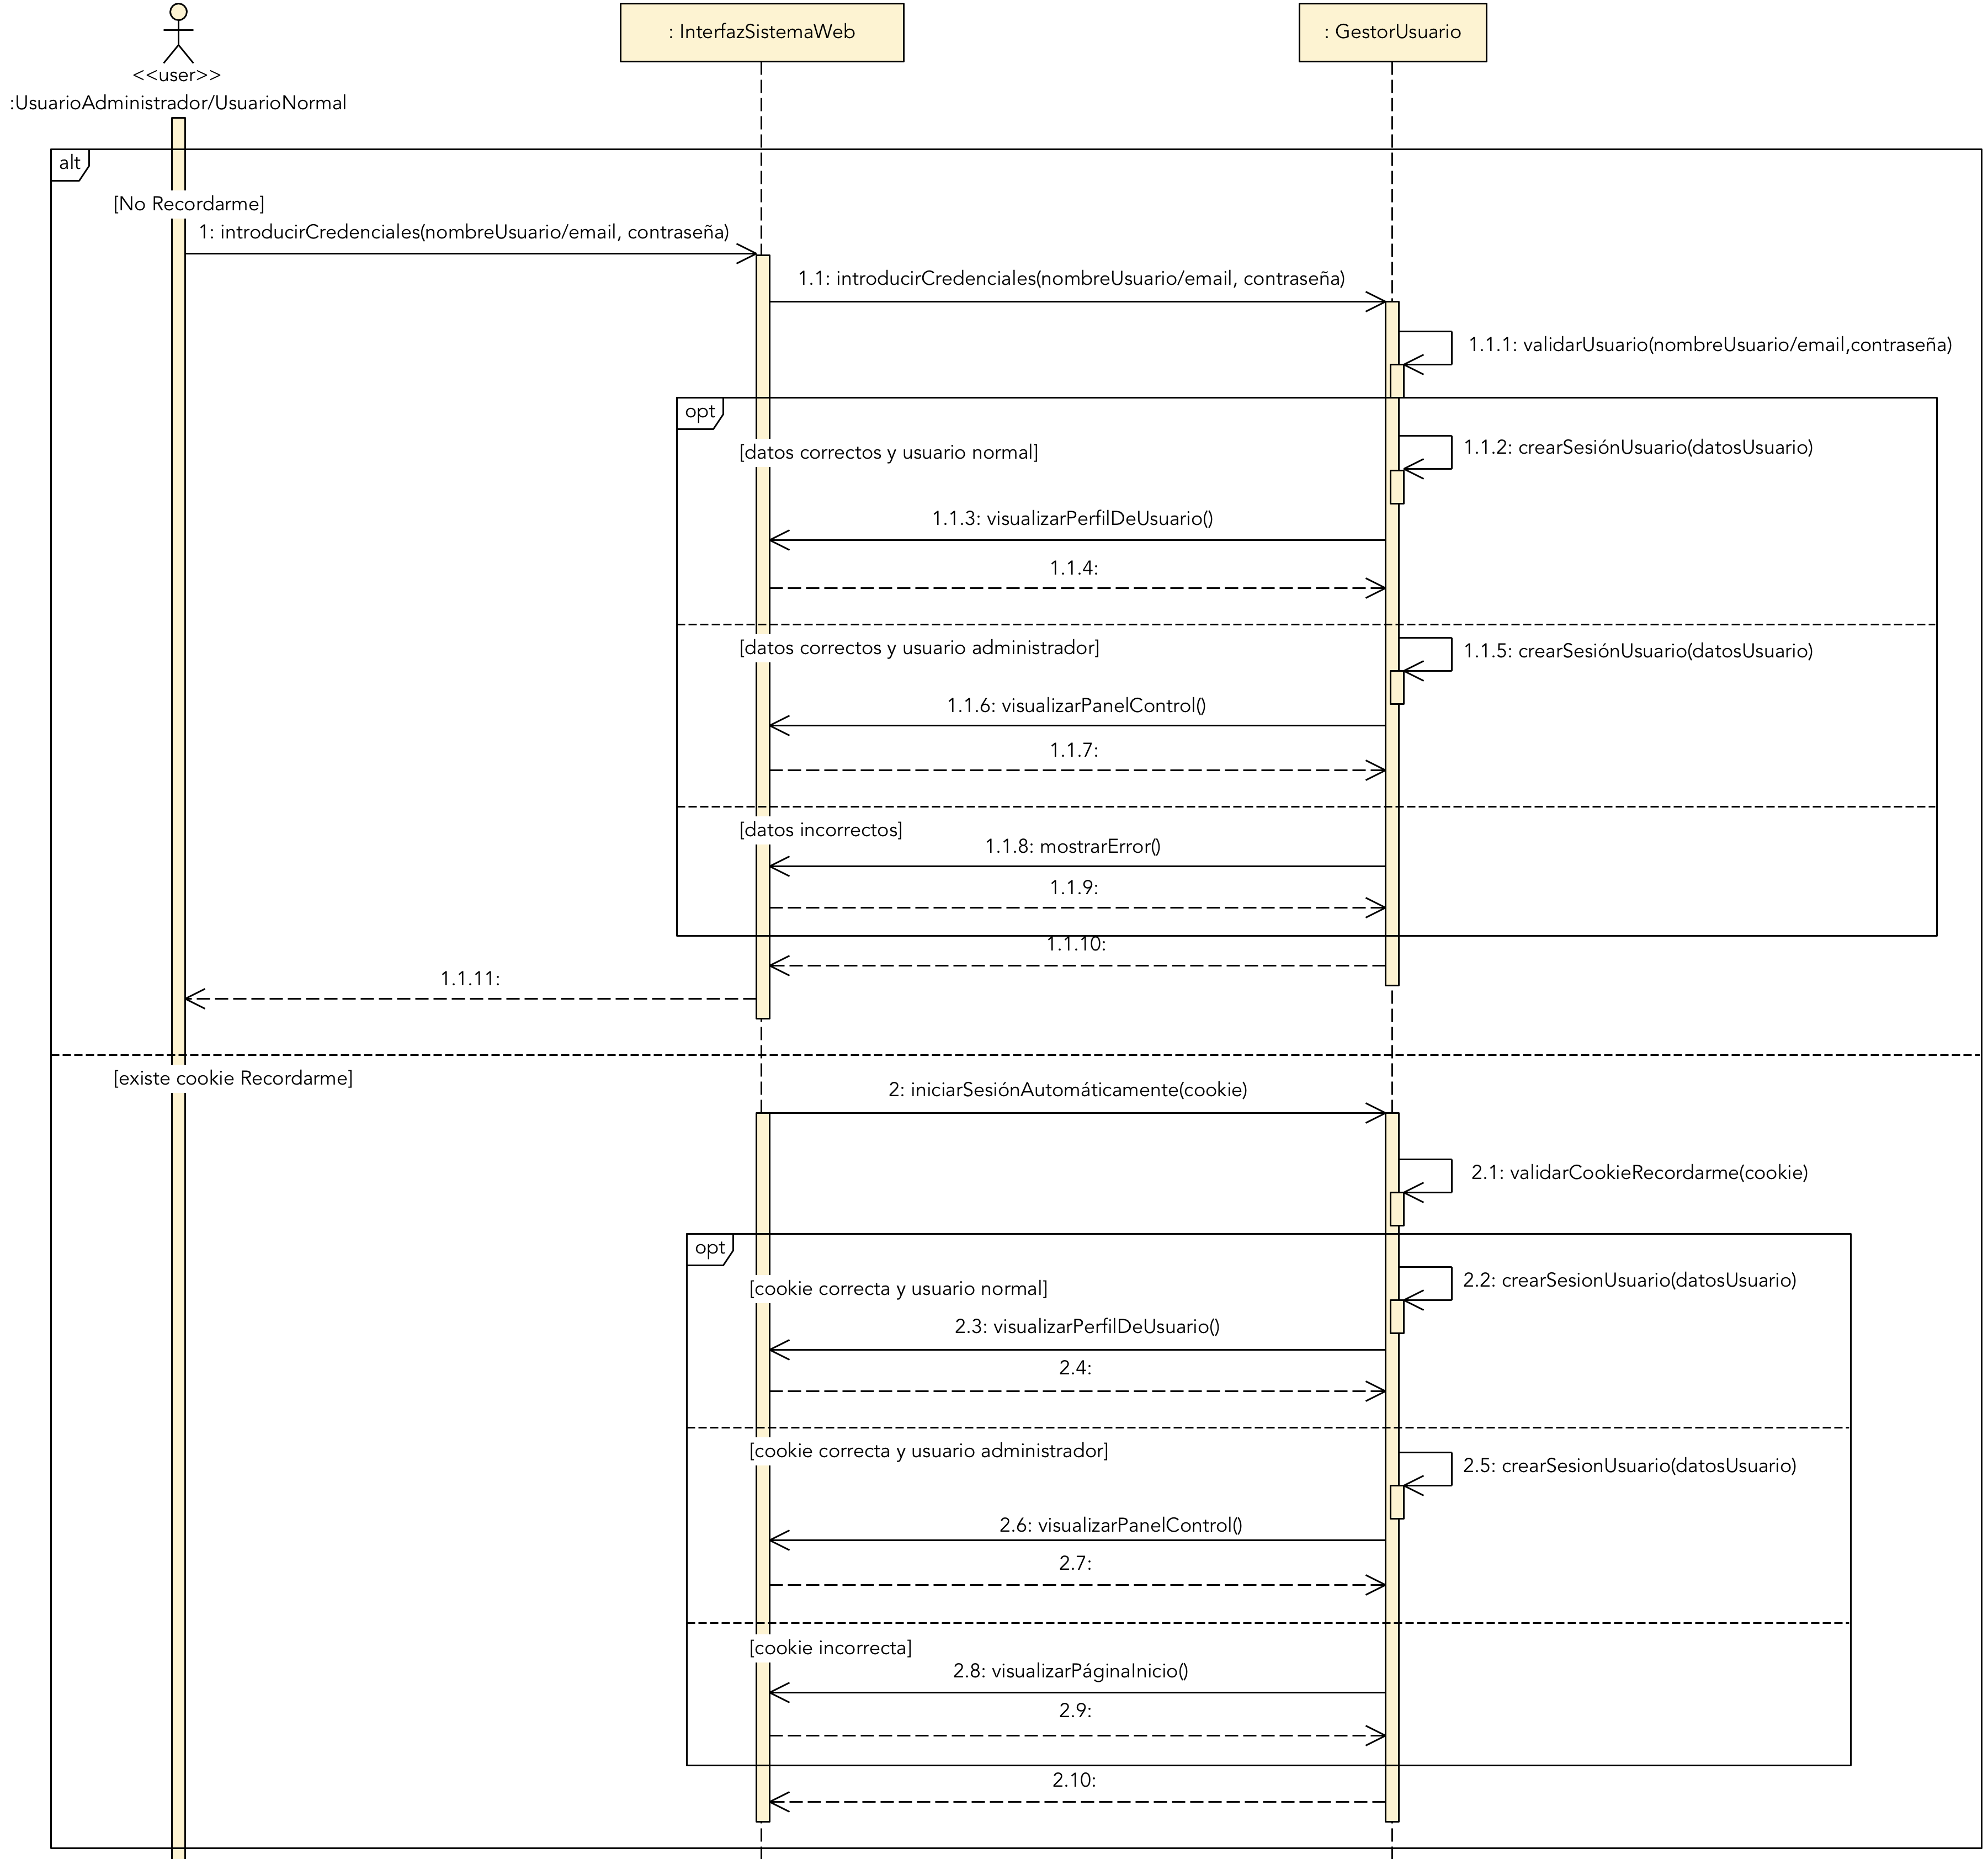 <<user>>
:UsuarioAdministrador/UsuarioNormal
: InterfazSistemaWeb
: GestorUsuario
alt
[No Recordarme]
1: introducirCredenciales(nombreUsuario/email, contraseña)
1.1: introducirCredenciales(nombreUsuario/email, contraseña)
1.1.1: validarUsuario(nombreUsuario/email,contraseña)
opt
[datos correctos y usuario normal]
1.1.2: crearSesiónUsuario(datosUsuario)
1.1.3: visualizarPerfilDeUsuario()
1.1.4:
[datos correctos y usuario administrador]
1.1.5: crearSesiónUsuario(datosUsuario)
1.1.6: visualizarPanelControl()
1.1.7:
[datos incorrectos]
1.1.8: mostrarError()
1.1.9:
1.1.10:
1.1.11:
[existe cookie Recordarme]
2: iniciarSesiónAutomáticamente(cookie)
2.1: validarCookieRecordarme(cookie)
opt
[cookie correcta y usuario normal]
2.2: crearSesionUsuario(datosUsuario)
2.3: visualizarPerfilDeUsuario()
2.4:
[cookie correcta y usuario administrador]
2.5: crearSesionUsuario(datosUsuario)
2.6: visualizarPanelControl()
2.7:
[cookie incorrecta]
2.8: visualizarPáginaInicio()
2.9:
2.10: